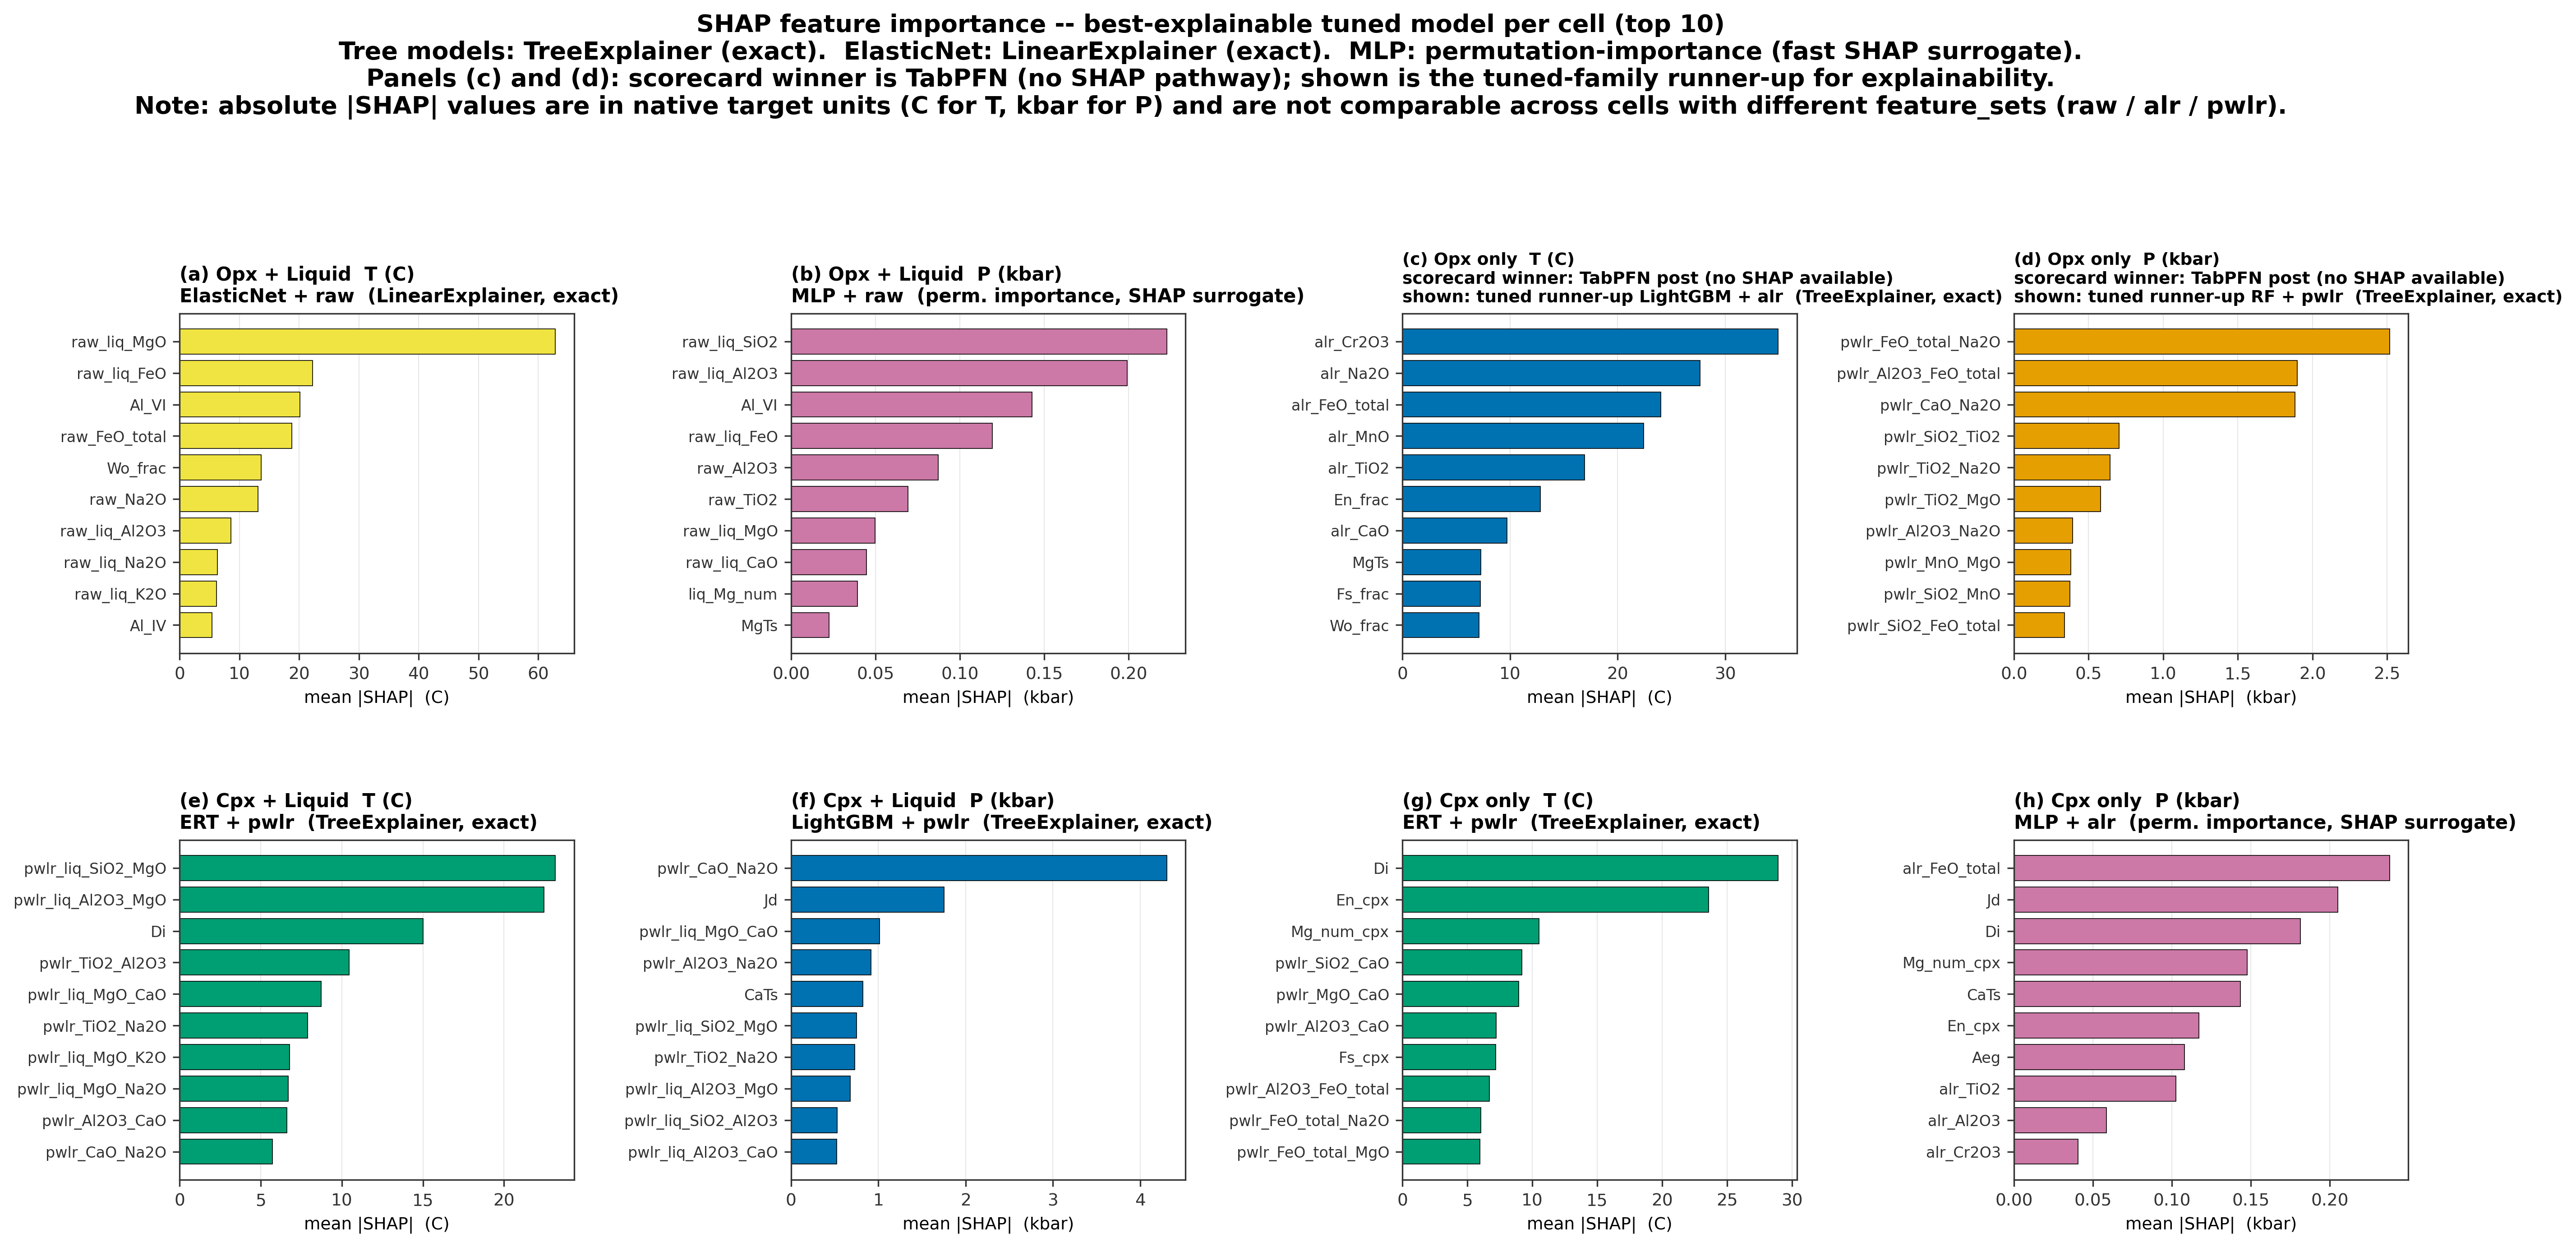 SHAP feature importance -- best-explainable tuned model per cell (top 10)
Tree models: TreeExplainer (exact).  ElasticNet: LinearExplainer (exact).  MLP: permutation-importance (fast SHAP surrogate).
Panels (c) and (d): scorecard winner is TabPFN (no SHAP pathway); shown is the tuned-family runner-up for explainability.
Note: absolute |SHAP| values are in native target units (C for T, kbar for P) and are not comparable across cells with different feature_sets (raw / alr / pwlr).
(a) Opx + Liquid  T (C)
ElasticNet + raw  (LinearExplainer, exact)
raw_liq_MgO
raw_liq_FeO
Al_VI
raw_FeO_total
Wo_frac
raw_Na2O
raw_liq_Al2O3
raw_liq_Na2O
raw_liq_K2O
Al_IV
0 10 20 30 40 50 60
mean |SHAP|  (C)
(b) Opx + Liquid  P (kbar)
MLP + raw  (perm. importance, SHAP surrogate)
raw_liq_SiO2
raw_liq_Al2O3
Al_VI
raw_liq_FeO
raw_Al2O3
raw_TiO2
raw_liq_MgO
raw_liq_CaO
liq_Mg_num
MgTs
0.00 0.05 0.10 0.15 0.20
mean |SHAP|  (kbar)
(c) Opx only  T (C)
scorecard winner: TabPFN post (no SHAP available)
shown: tuned runner-up LightGBM + alr  (TreeExplainer, exact)
alr_Cr2O3
alr_Na2O
alr_FeO_total
alr_MnO
alr_TiO2
En_frac
alr_CaO
MgTs
Fs_frac
Wo_frac
0 10 20 30
mean |SHAP|  (C)
(d) Opx only  P (kbar)
scorecard winner: TabPFN post (no SHAP available)
shown: tuned runner-up RF + pwlr  (TreeExplainer, exact)
pwlr_FeO_total_Na2O
pwlr_Al2O3_FeO_total
pwlr_CaO_Na2O
pwlr_SiO2_TiO2
pwlr_TiO2_Na2O
pwlr_TiO2_MgO
pwlr_Al2O3_Na2O
pwlr_MnO_MgO
pwlr_SiO2_MnO
pwlr_SiO2_FeO_total
0.0 0.5 1.0 1.5 2.0 2.5
mean |SHAP|  (kbar)
(e) Cpx + Liquid  T (C)
ERT + pwlr  (TreeExplainer, exact)
pwlr_liq_SiO2_MgO
pwlr_liq_Al2O3_MgO
Di
pwlr_TiO2_Al2O3
pwlr_liq_MgO_CaO
pwlr_TiO2_Na2O
pwlr_liq_MgO_K2O
pwlr_liq_MgO_Na2O
pwlr_Al2O3_CaO
pwlr_CaO_Na2O
0 5 10 15 20
mean |SHAP|  (C)
(f) Cpx + Liquid  P (kbar)
LightGBM + pwlr  (TreeExplainer, exact)
pwlr_CaO_Na2O
Jd
pwlr_liq_MgO_CaO
pwlr_Al2O3_Na2O
CaTs
pwlr_liq_SiO2_MgO
pwlr_TiO2_Na2O
pwlr_liq_Al2O3_MgO
pwlr_liq_SiO2_Al2O3
pwlr_liq_Al2O3_CaO
0 1 2 3 4
mean |SHAP|  (kbar)
(g) Cpx only  T (C)
ERT + pwlr  (TreeExplainer, exact)
Di
En_cpx
Mg_num_cpx
pwlr_SiO2_CaO
pwlr_MgO_CaO
pwlr_Al2O3_CaO
Fs_cpx
pwlr_Al2O3_FeO_total
pwlr_FeO_total_Na2O
pwlr_FeO_total_MgO
0 5 10 15 20 25 30
mean |SHAP|  (C)
(h) Cpx only  P (kbar)
MLP + alr  (perm. importance, SHAP surrogate)
alr_FeO_total
Jd
Di
Mg_num_cpx
CaTs
En_cpx
Aeg
alr_TiO2
alr_Al2O3
alr_Cr2O3
0.00 0.05 0.10 0.15 0.20
mean |SHAP|  (kbar)